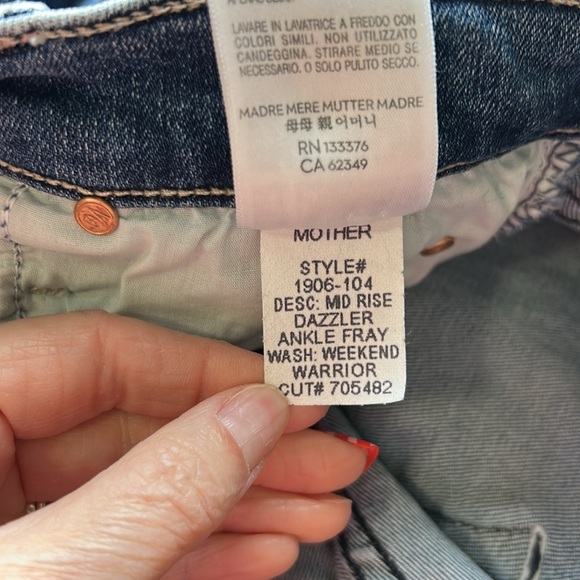 LAVARE IN LAVATRICE A FREDDO CON
COLORI SIMILI. NON UTILIZZARE
CANDEGGINA. STIRARE MEDIO SE
NECESSARIO. O SOLO PULITO SECCO.
MADRE MERE MUTTER MADRE
母母 親 어머니
RN 133376
CA 62349
MOTHER
STYLE#
1906-104
DESC: MID RISE
DAZZLER
ANKLE FRAY
WASH: WEEKEND
WARRIOR
CUT# 705482